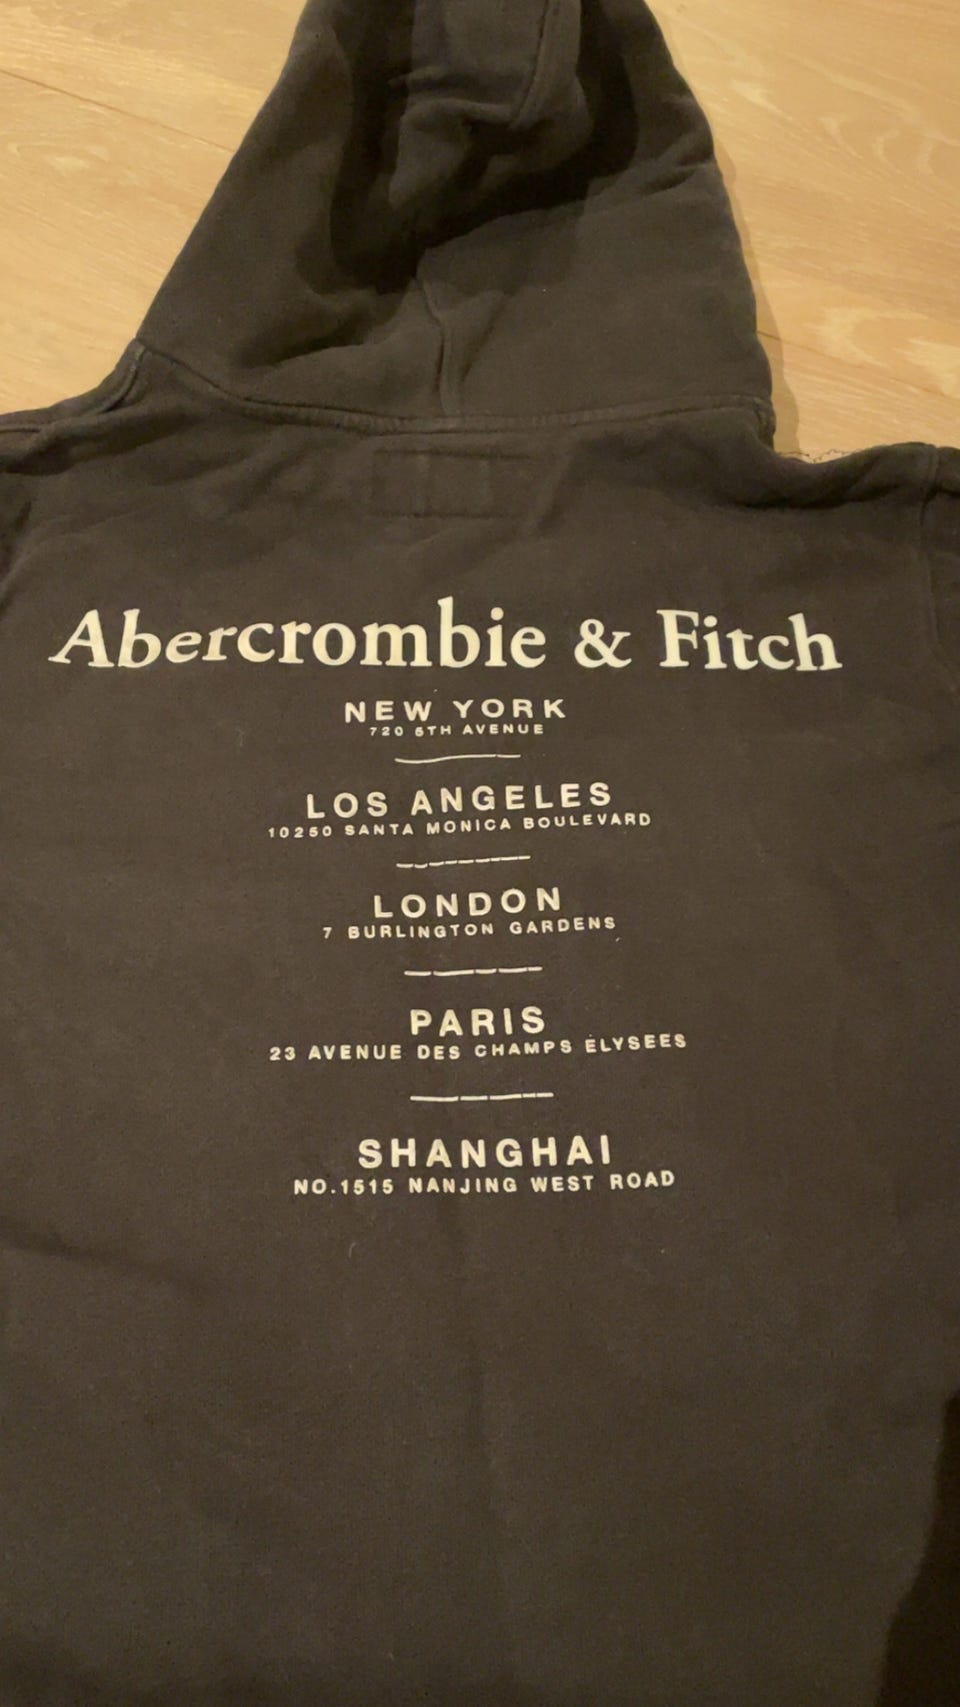 Abercrombie & Fitch
NEW YORK
720 5TH AVENUE
LOS ANGELES
10250 SANTA MONICA BOULEVARD
LONDON
7 BURLINGTON GARDENS
PARIS
23 AVENUE DES CHAMPS ÉLYSEES
SHANGHAI
NO.1515 NANJING WEST ROAD